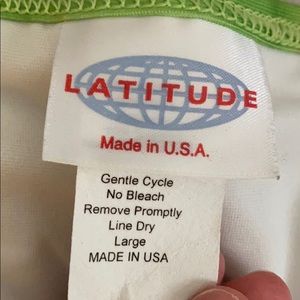 LATITUDE
Made in U.S.A.
Gentle Cycle
No Bleach
Remove Promptly
Line Dry
Large
MADE IN USA